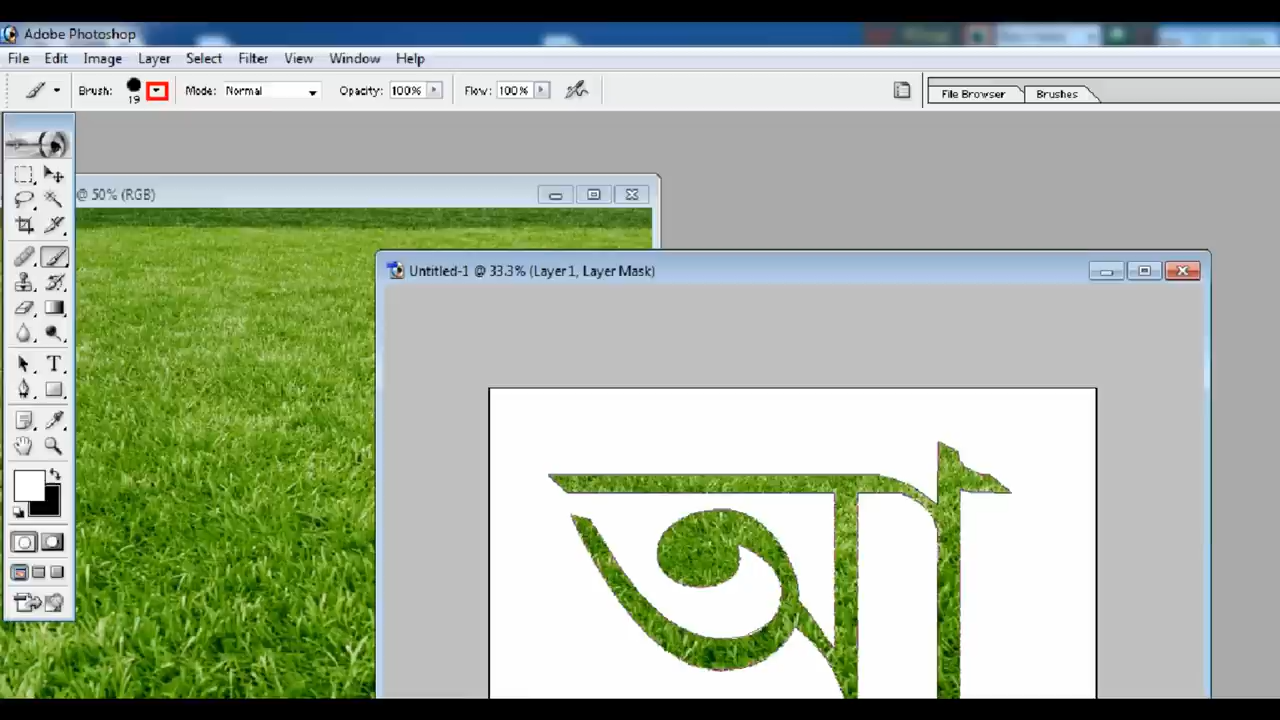 Adobe Photoshop
File Edit Image Layer Select Filter View Window Help
Brush: 19 Mode: Normal Opacity: 100% Flow: 100% File Browser Brushes
@ 50% (RGB)
Untitled-1 @ 33.3% (Layer 1, Layer Mask)
T
আ